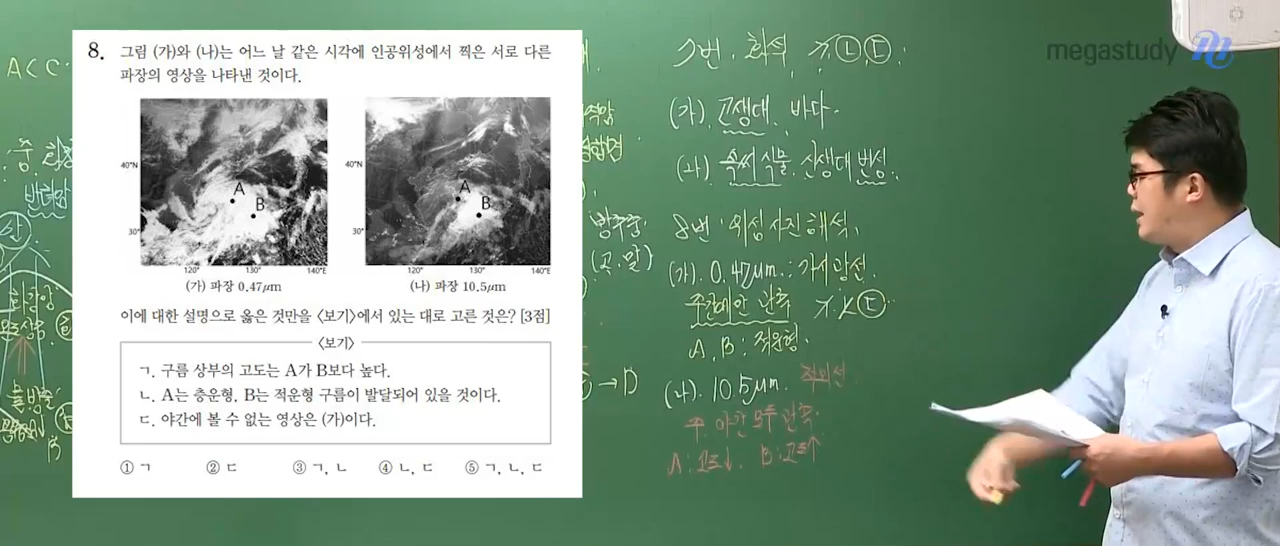 8. 그림 (가)와 (나)는 어느 날 같은 시각에 인공위성에서 찍은 서로 다른
파장의 영상을 나타낸 것이다.
40°N
30°
120° 130° 140°E
A
B
(가) 파장 0.47μm
40°N
30°
120° 130° 140°E
A
B
(나) 파장 10.5μm
이에 대한 설명으로 옳은 것만을 <보기>에서 있는 대로 고른 것은? [3점]
<보기>
ㄱ. 구름 상부의 고도는 A가 B보다 높다.
ㄴ. A는 층운형, B는 적운형 구름이 발달되어 있을 것이다.
ㄷ. 야간에 볼 수 없는 영상은 (가)이다.
① ㄱ ② ㄷ ③ ㄱ, ㄴ ④ ㄴ, ㄷ ⑤ ㄱ, ㄴ, ㄷ
A < C
→ D
megastudy
7번. 화석
(가). 고생대. 바다.
식물. 신생대 번성
8번. 위성사진 해석.
(가). 0.47μm. : 가시광선.
주간에만 관측
A, B : 적운형.
(나). 10.5μm. 적외선
주. 야간 모두 관측.
A : 고도↓. B : 고도↑